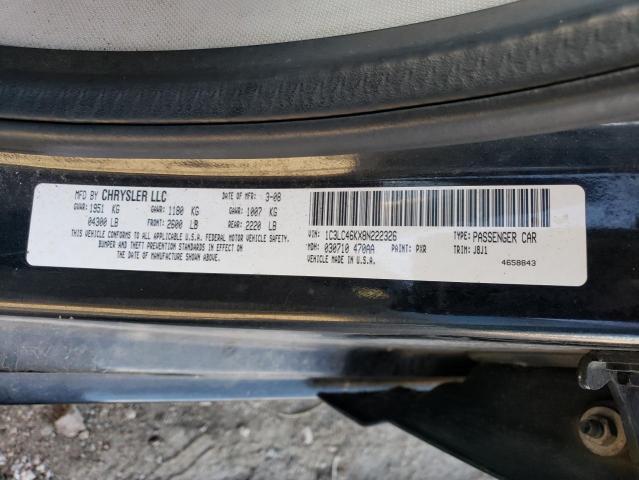 MFD BY CHRYSLER LLC DATE OF MFR: 3-08
GVWR: 1951 KG GAWR: 1180 KG GAWR: 1007 KG
04300 LB FRONT: 2600 LB REAR: 2220 LB
THIS VEHICLE CONFORMS TO ALL APPLICABLE U.S.A. FEDERAL MOTOR VEHICLE SAFETY,
BUMPER AND THEFT PREVENTION STANDARDS IN EFFECT ON
THE DATE OF MANUFACTURE SHOWN ABOVE.
VIN: 1C3LC46KX8N222326 TYPE: PASSENGER CAR
MDH: 030710 470AA PAINT: PXR TRIM: J8J1
VEHICLE MADE IN U.S.A.
4658843